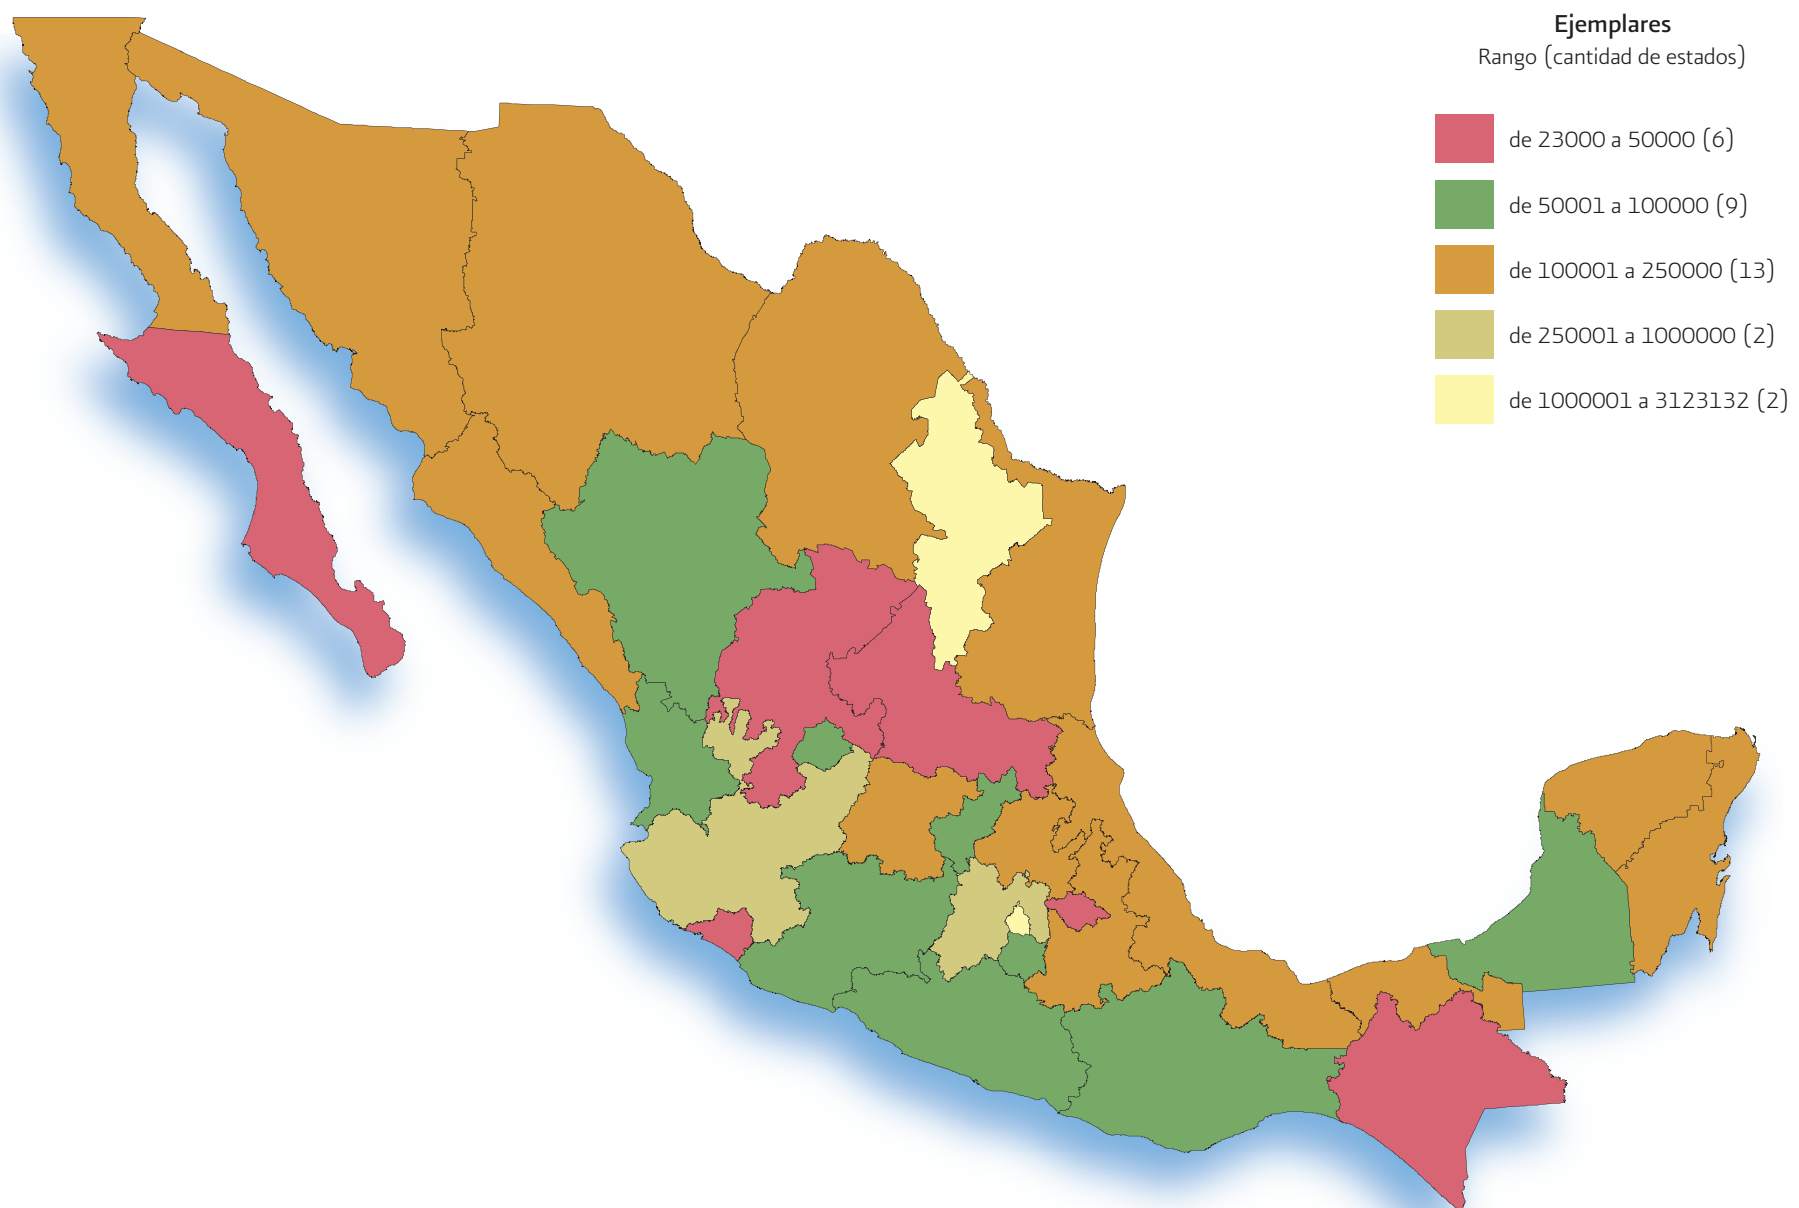 Ejemplares
Rango (cantidad de estados)
de 23000 a 50000 (6)
de 50001 a 100000 (9)
de 100001 a 250000 (13)
de 250001 a 1000000 (2)
de 1000001 a 3123132 (2)